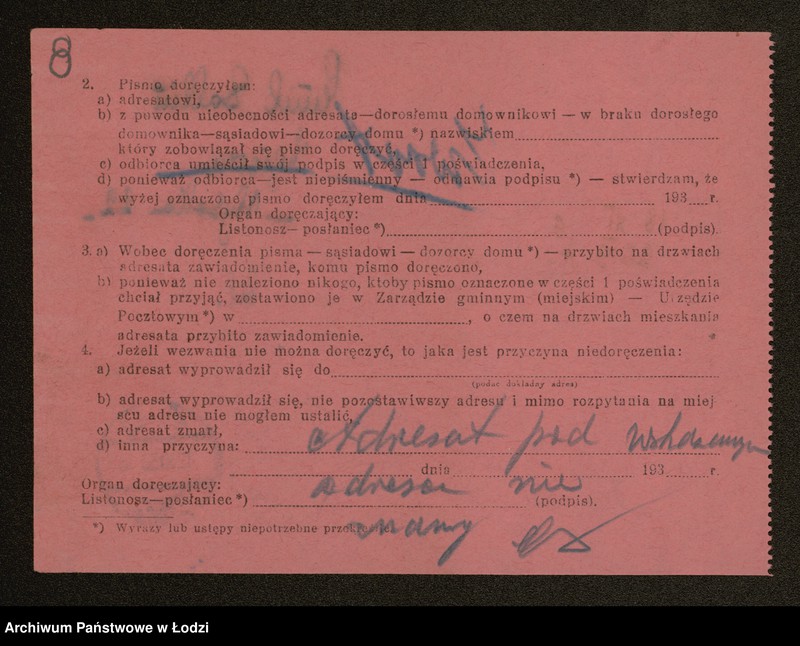 8
2. Pismo doręczyłem:
a) adresatowi,
b) z powodu nieobecności adresata—dorosłemu domownikowi — w braku dorosłego
domownika—sąsiadowi—dozorcy domu *) nazwiskiem
który zobowiązał się pismo doręczyć,
c) odbiorca umieścił swój podpis w części 1 poświadczenia,
d) ponieważ odbiorca—jest niepiśmienny — odmawia podpisu *) — stwierdzam, że
wyżej oznaczone pismo doręczyłem dnia 193 r.
Organ doręczający:
Listonosz— posłaniec *) (podpis).
3. a) Wobec doręczenia pisma — sąsiadowi — dozorcy domu *) — przybito na drzwiach
adresata zawiadomienie, komu pismo doręczono,
b) ponieważ nie znaleziono nikogo, ktoby pismo oznaczone w części 1 poświadczenia
chciał przyjąć, zostawiono je w Zarządzie gminnym (miejskim) — Urzędzie
Pocztowym *) w , o czem na drzwiach mieszkania
adresata przybito zawiadomienie.
4. Jeżeli wezwania nie można doręczyć, to jaka jest przyczyna niedoręczenia:
a) adresat wyprowadził się do
(podać dokładny adres)
b) adresat wyprowadził się, nie pozostawiwszy adresu i mimo rozpytania na miej
scu adresu nie mogłem ustalić,
c) adresat zmarł,
d) inna przyczyna: Adresat pod wskazanym
dnia 193 r.
Organ doręczający: adresem nie
Listonosz—posłaniec *) (podpis).
*) Wyrazy lub ustępy niepotrzebne przekreślić. znany
Archiwum Państwowe w Łodzi